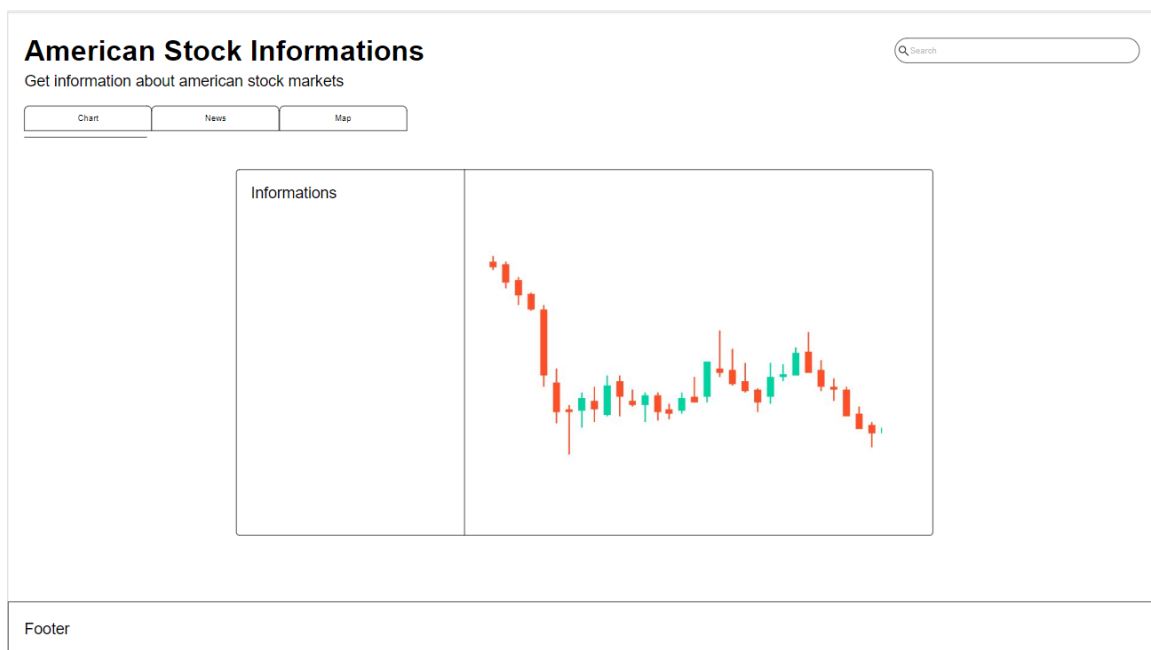 American Stock Informations
Search
Get information about american stock markets
Chart
News
Map
Informations
Footer